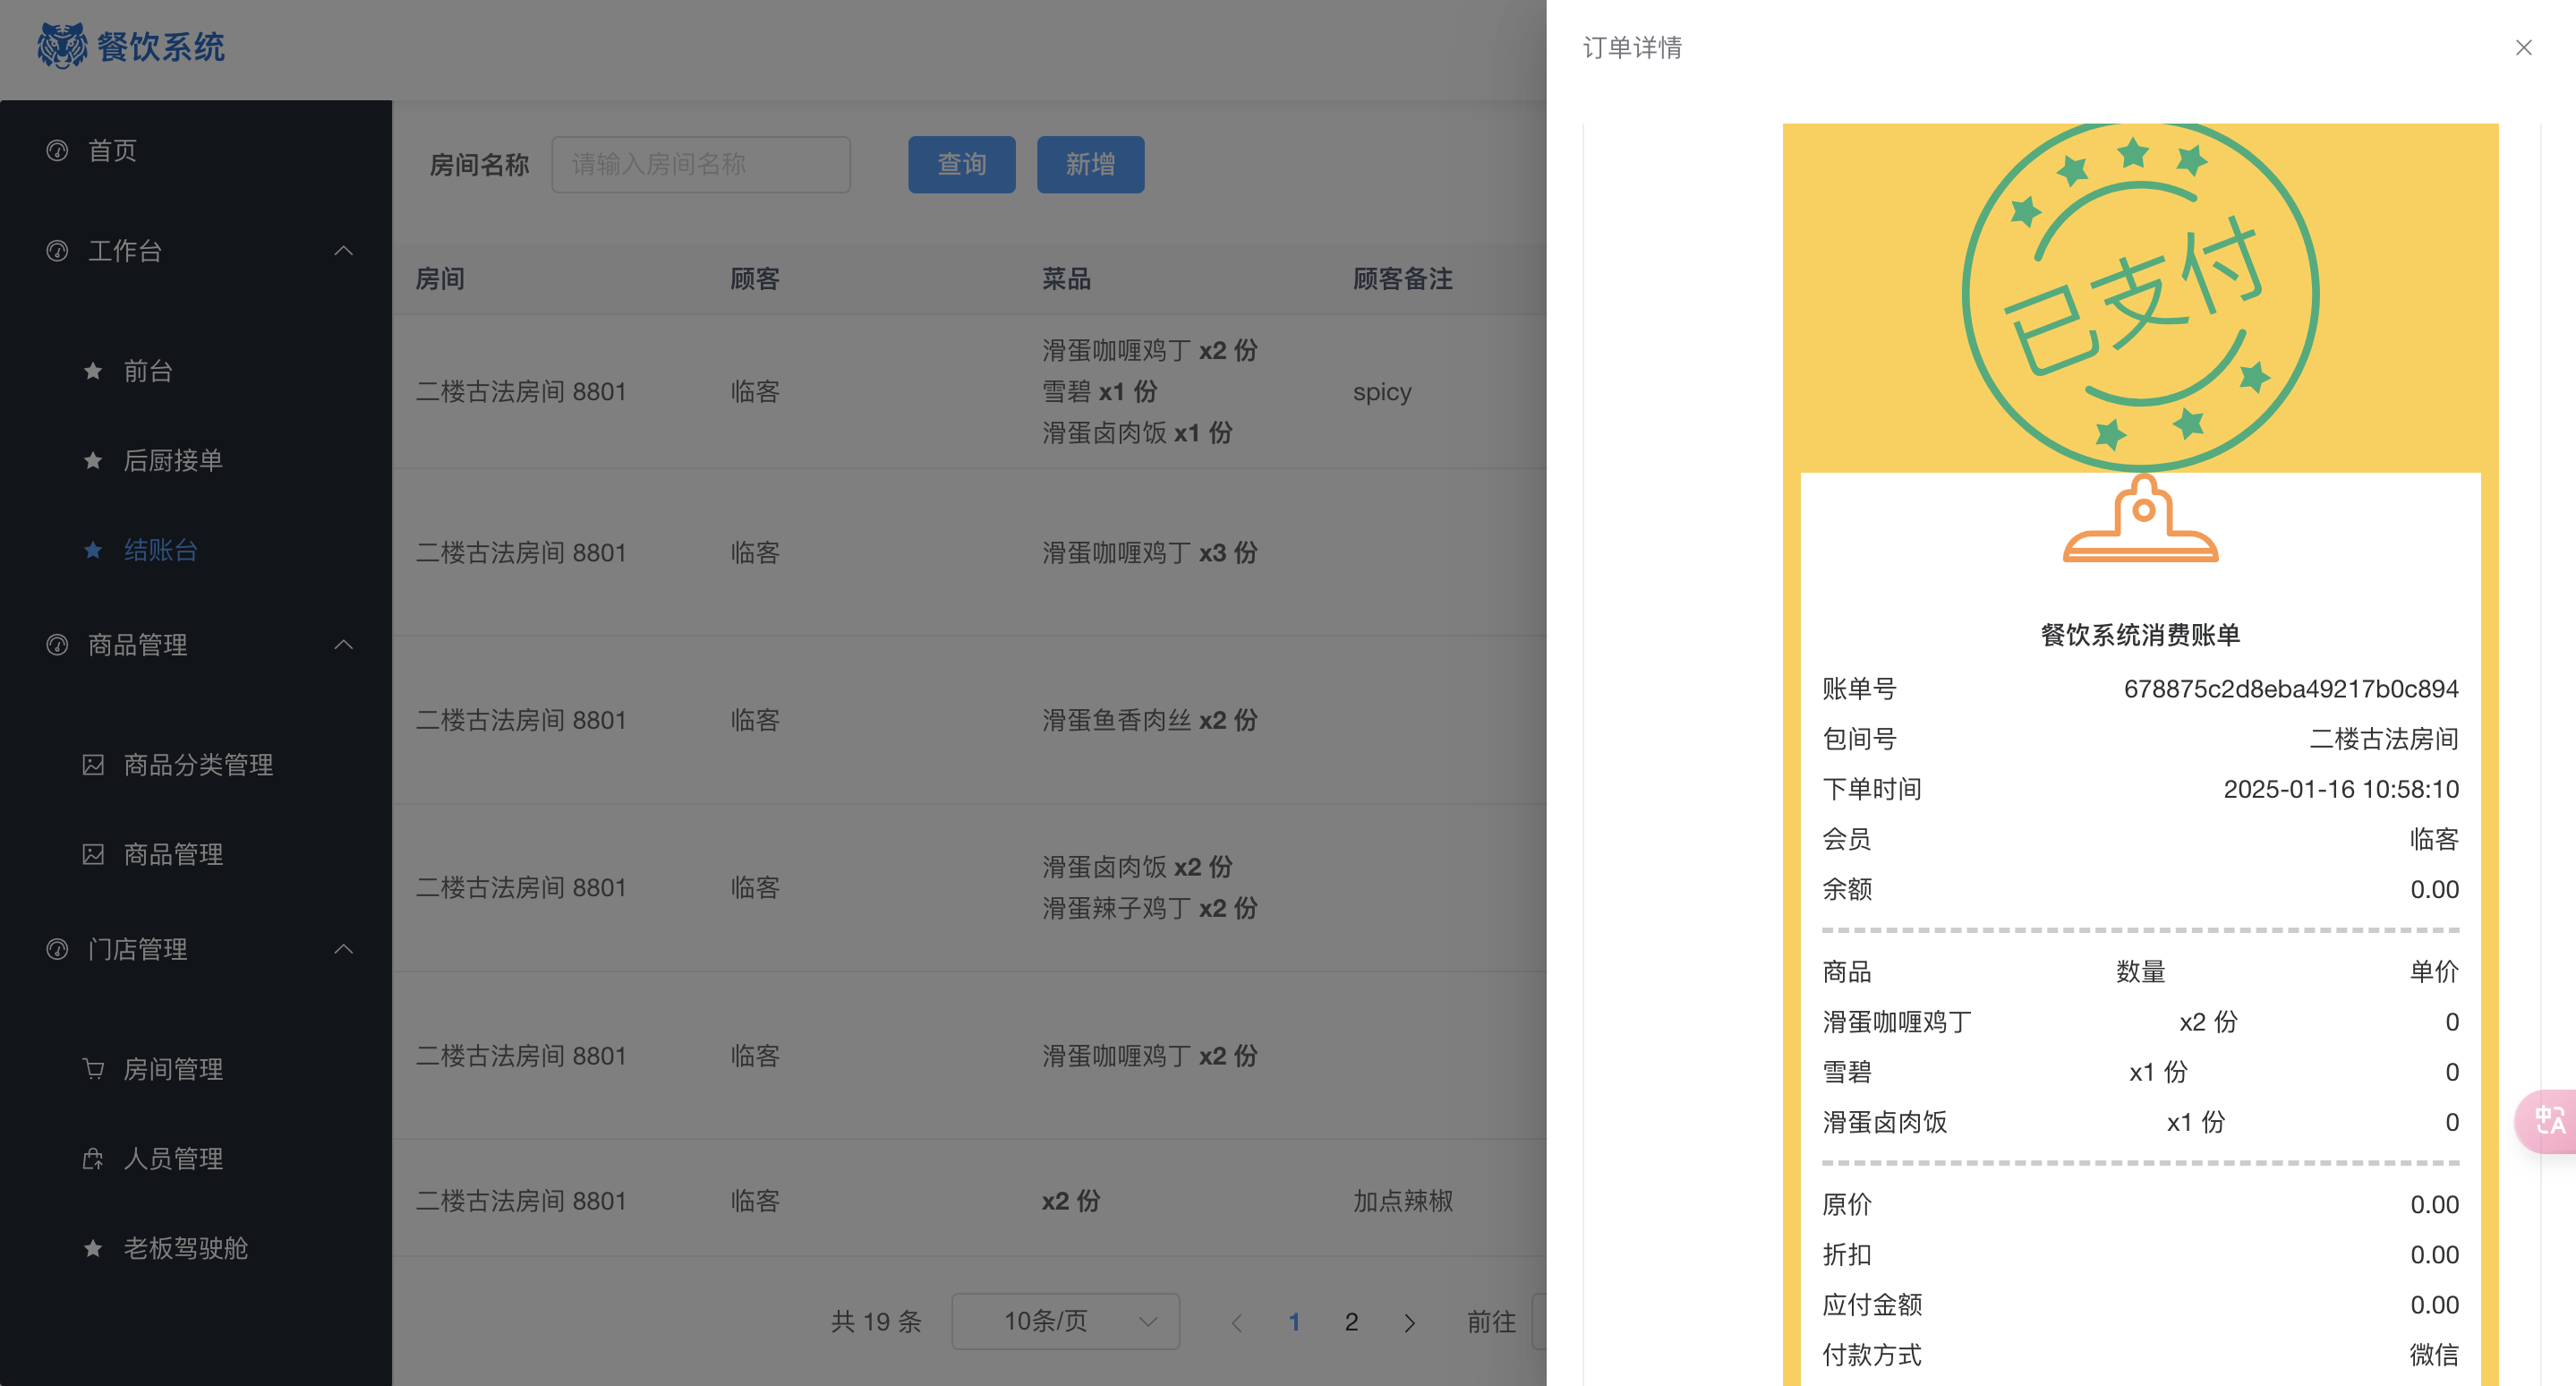 餐饮系统
首页
工作台
前台
后厨接单
结账台
商品管理
商品分类管理
商品管理
门店管理
房间管理
人员管理
老板驾驶舱
房间名称 请输入房间名称 查询 新增
房间 顾客 菜品 顾客备注
二楼古法房间 8801 临客 滑蛋咖喱鸡丁 x2 份
雪碧 x1 份
滑蛋卤肉饭 x1 份
spicy
二楼古法房间 8801 临客 滑蛋咖喱鸡丁 x3 份
二楼古法房间 8801 临客 滑蛋鱼香肉丝 x2 份
二楼古法房间 8801 临客 滑蛋卤肉饭 x2 份
滑蛋辣子鸡丁 x2 份
二楼古法房间 8801 临客 滑蛋咖喱鸡丁 x2 份
二楼古法房间 8801 临客 x2 份 加点辣椒
共 19 条 10条/页 1 2 前往
订单详情
已支付
餐饮系统消费账单
账单号 678875c2d8eba49217b0c894
包间号 二楼古法房间
下单时间 2025-01-16 10:58:10
会员 临客
余额 0.00
商品 数量 单价
滑蛋咖喱鸡丁 x2 份 0
雪碧 x1 份 0
滑蛋卤肉饭 x1 份 0
原价 0.00
折扣 0.00
应付金额 0.00
付款方式 微信
中A